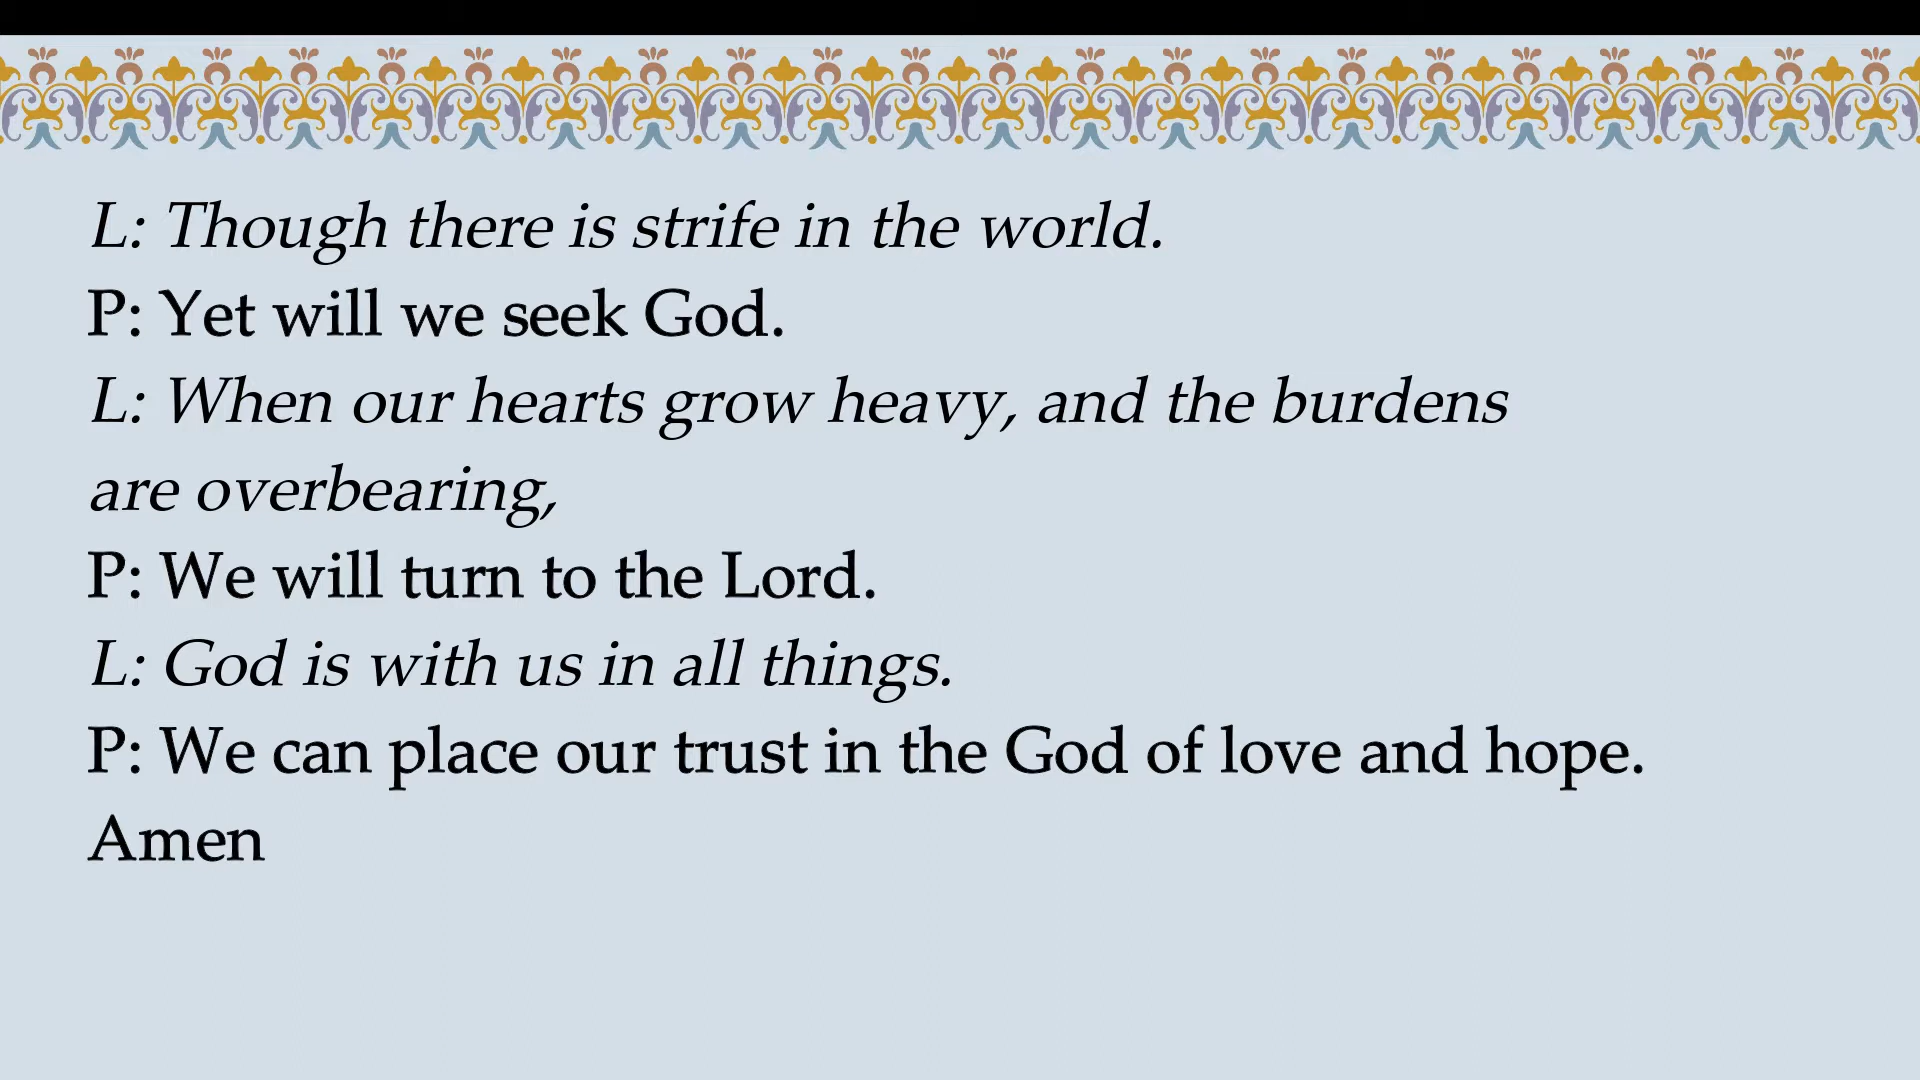 L: Though there is strife in the world.
P: Yet will we seek God.
L: When our hearts grow heavy, and the burdens
are overbearing,
P: We will turn to the Lord.
L: God is with us in all things.
P: We can place our trust in the God of love and hope.
Amen